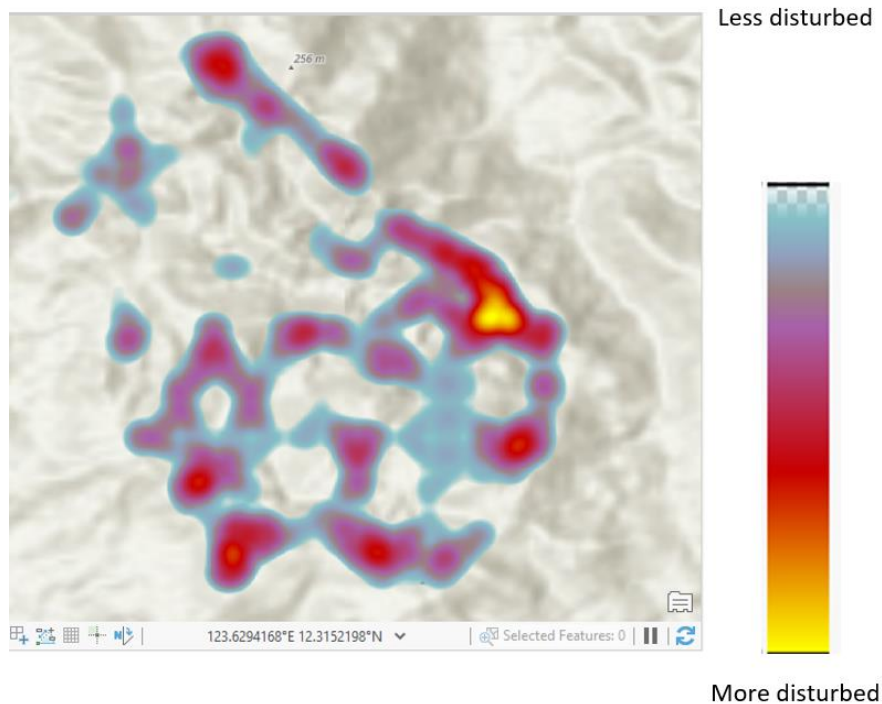 Less disturbed
256 m
123.6294168°E 12.3152198°N
Selected Features: 0
More disturbed